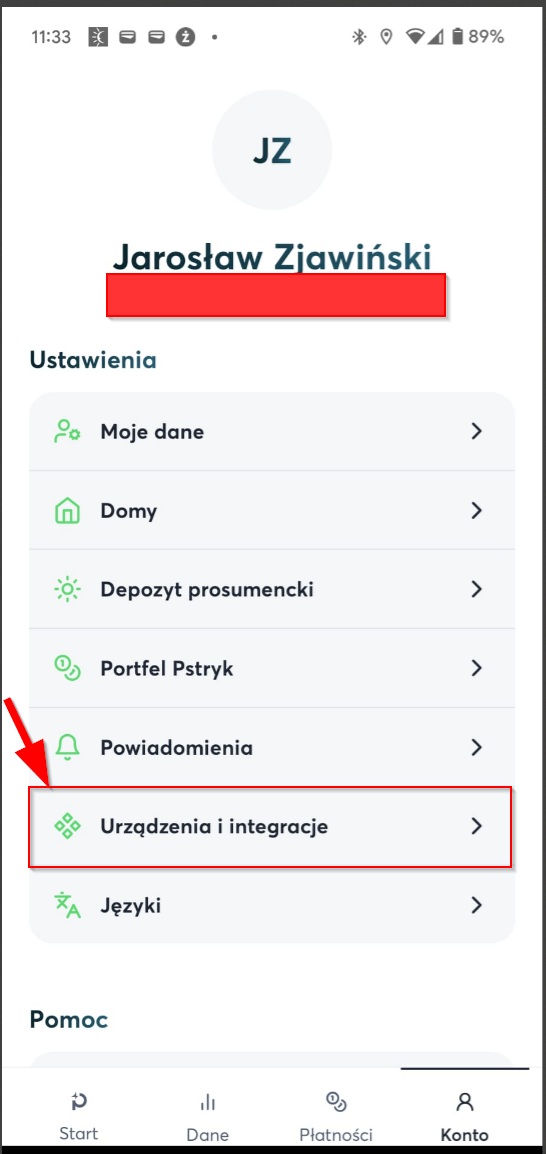 11:33
89%
JZ
Jarosław Zjawiński
Ustawienia
Moje dane
Domy
Depozyt prosumencki
Portfel Pstryk
Powiadomienia
Urządzenia i integracje
Języki
Pomoc
Start Dane Płatności Konto